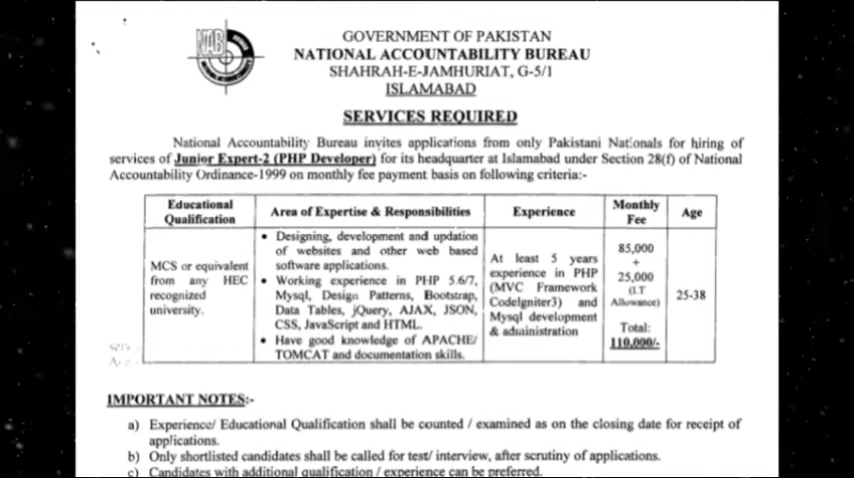 NAB
GOVERNMENT OF PAKISTAN
NATIONAL ACCOUNTABILITY BUREAU
SHAHRAH-E-JAMHURIAT, G-5/1
ISLAMABAD
SERVICES REQUIRED
National Accountability Bureau invites applications from only Pakistani Nationals for hiring of
services of Junior Expert-2 (PHP Developer) for its headquarter at Islamabad under Section 28(f) of National
Accountability Ordinance-1999 on monthly fee payment basis on following criteria:-
Educational
Qualification
Area of Expertise & Responsibilities
Experience
Monthly
Fee
Age
MCS or equivalent
from any HEC
recognized
university.
• Designing, development and updation
of websites and other web based
software applications.
• Working experience in PHP 5.6/7,
Mysql, Design Patterns, Bootstrap,
Data Tables, jQuery, AJAX, JSON,
CSS, JavaScript and HTML.
• Have good knowledge of APACHE/
TOMCAT and documentation skills.
At least 5 years
experience in PHP
(MVC Framework
CodeIgniter3) and
Mysql development
& administration
85,000
+
25,000
(I.T
Allowance)
Total:
110,000/-
25-38
IMPORTANT NOTES:-
a) Experience/ Educational Qualification shall be counted / examined as on the closing date for receipt of
applications.
b) Only shortlisted candidates shall be called for test/ interview, after scrutiny of applications.
c) Candidates with additional qualification / experience can be preferred.